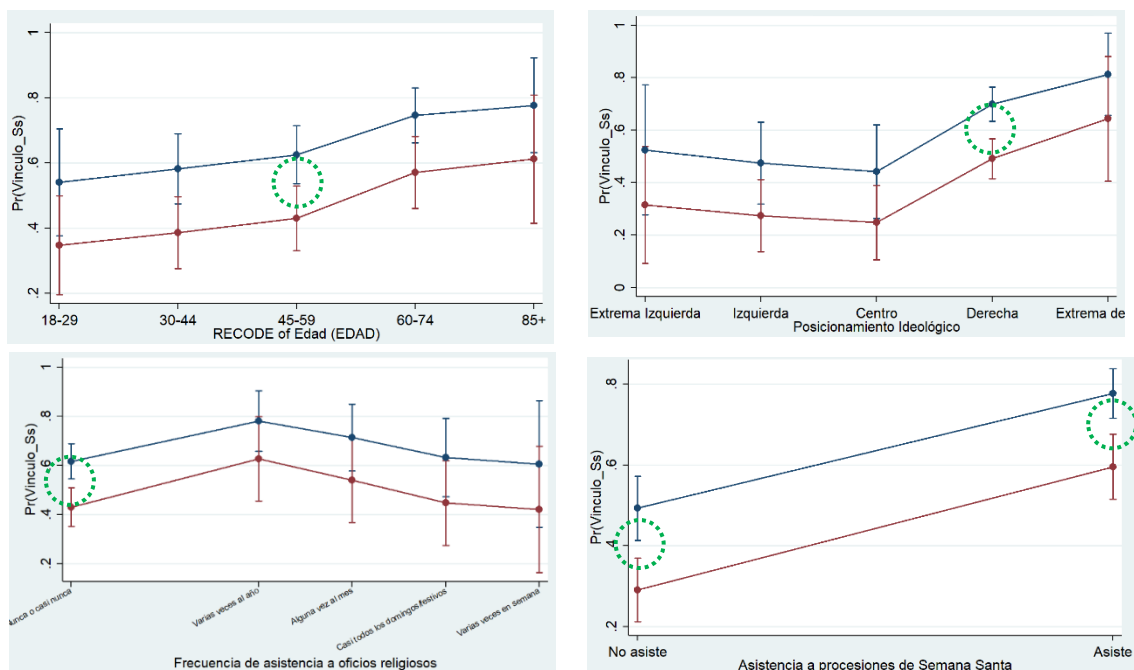 1
.8
.6
.4
.2
Pr(Vinculo_Ss)
18-29
30-44
45-59
60-74
85+
RECODE of Edad (EDAD)
1
.8
.6
.4
.2
0
Pr(Vinculo_Ss)
Extrema Izquierda
Izquierda
Centro
Derecha
Extrema de
Posicionamiento Ideológico
1
.8
.6
.4
.2
Pr(Vinculo_Ss)
unca o casi nunca
Varias veces al año
Alguna vez al mes
Casi todos los domingos/festivos
Varias veces en semana
Frecuencia de asistencia a oficios religiosos
.8
.6
.4
.2
Pr(Vinculo_Ss)
No asiste
Asiste
Asistencia a procesiones de Semana Santa